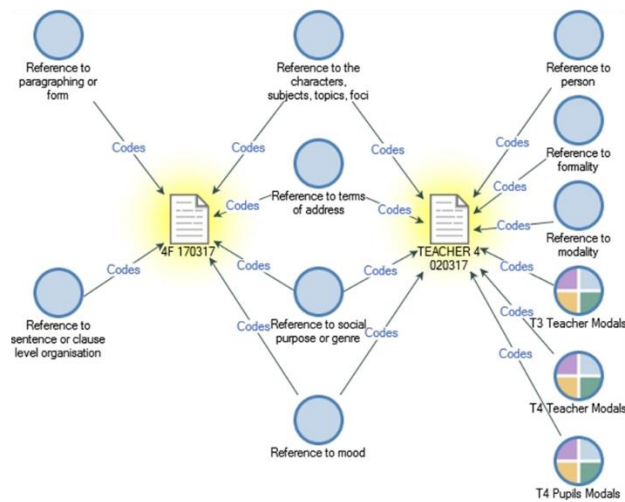 Reference to
paragraphing or
form
Reference to the
characters,
subjects, topics, foci
Reference to
person
Codes
Codes
Codes
Codes
Reference to
formality
Codes
Reference to terms
of address
Codes
Codes
Codes
Reference to
modality
4F 170317
TEACHER 4
020317
Codes
Codes
Codes
Codes
T3 Teacher Modals
Reference to
sentence or clause
level organisation
Reference to social
purpose or genre
Codes
Codes
Codes
Codes
T4 Teacher Modals
Reference to mood
T4 Pupils Modals